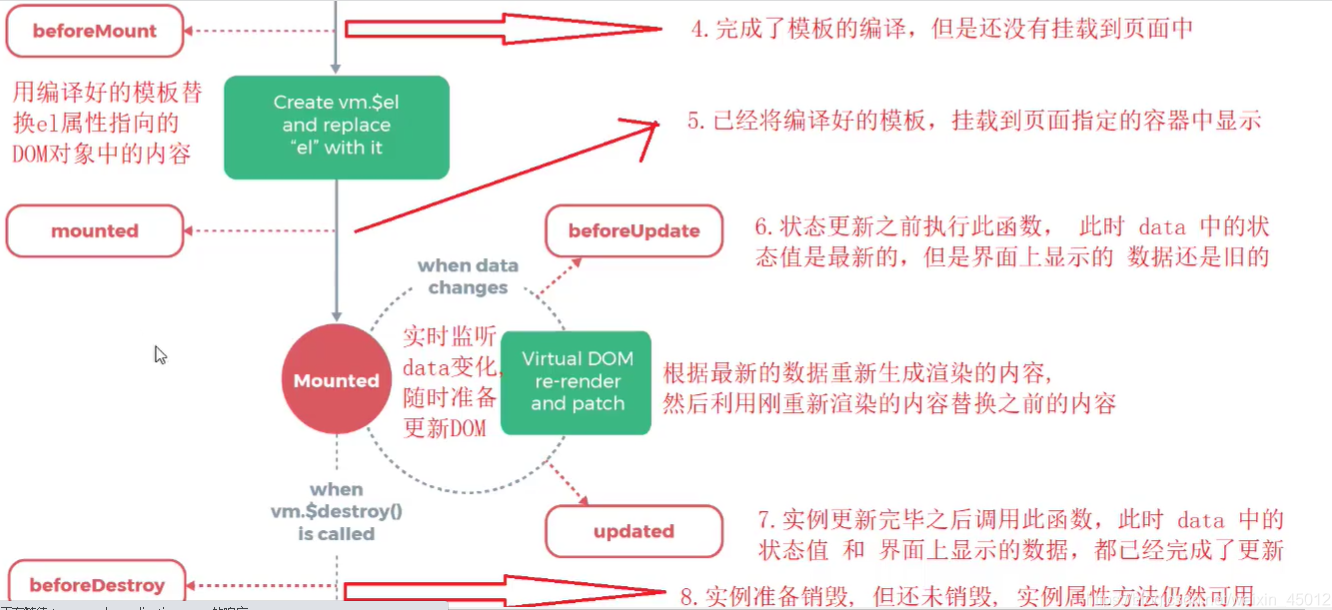 beforeMount
4.完成了模板的编译，但是还没有挂载到页面中
用编译好的模板替
换el属性指向的
DOM对象中的内容
Create vm.$el
and replace
“el” with it
5.已经将编译好的模板，挂载到页面指定的容器中显示
mounted
beforeUpdate
6.状态更新之前执行此函数， 此时 data 中的状
态值是最新的，但是界面上显示的 数据还是旧的
when data
changes
Mounted
实时监听
data变化,
随时准备
更新DOM
Virtual DOM
re-render
and patch
根据最新的数据重新生成渲染的内容,
然后利用刚重新渲染的内容替换之前的内容
when
vm.$destroy()
is called
updated
7.实例更新完毕之后调用此函数，此时 data 中的
状态值 和 界面上显示的数据，都已经完成了更新
beforeDestroy
8.实例准备销毁, 但还未销毁, 实例属性方法仍然可用